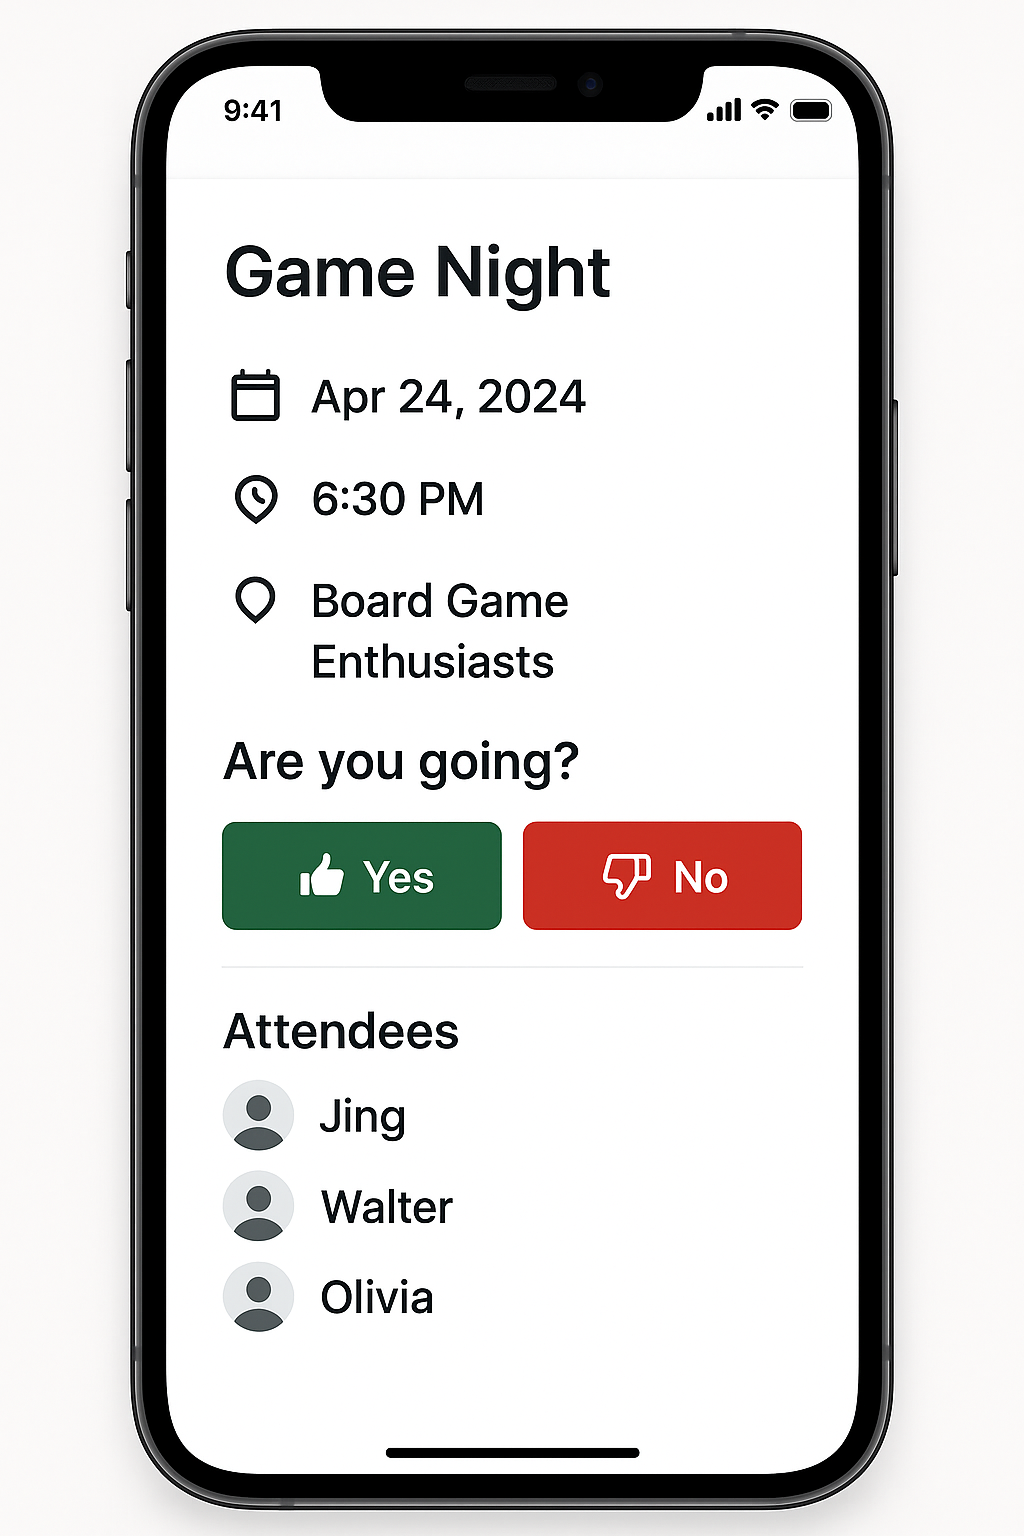 9:41
Game Night
Apr 24, 2024
6:30 PM
Board Game
Enthusiasts
Are you going?
Yes
No
Attendees
Jing
Walter
Olivia